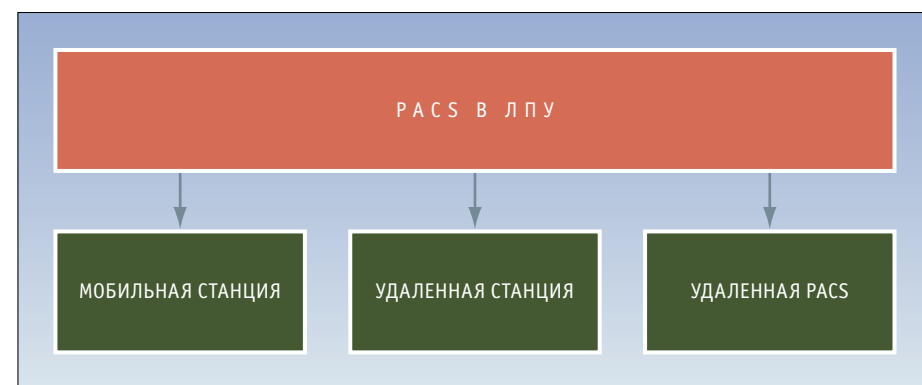 PACS В ЛПУ
МОБИЛЬНАЯ СТАНЦИЯ
УДАЛЕННАЯ СТАНЦИЯ
УДАЛЕННАЯ PACS